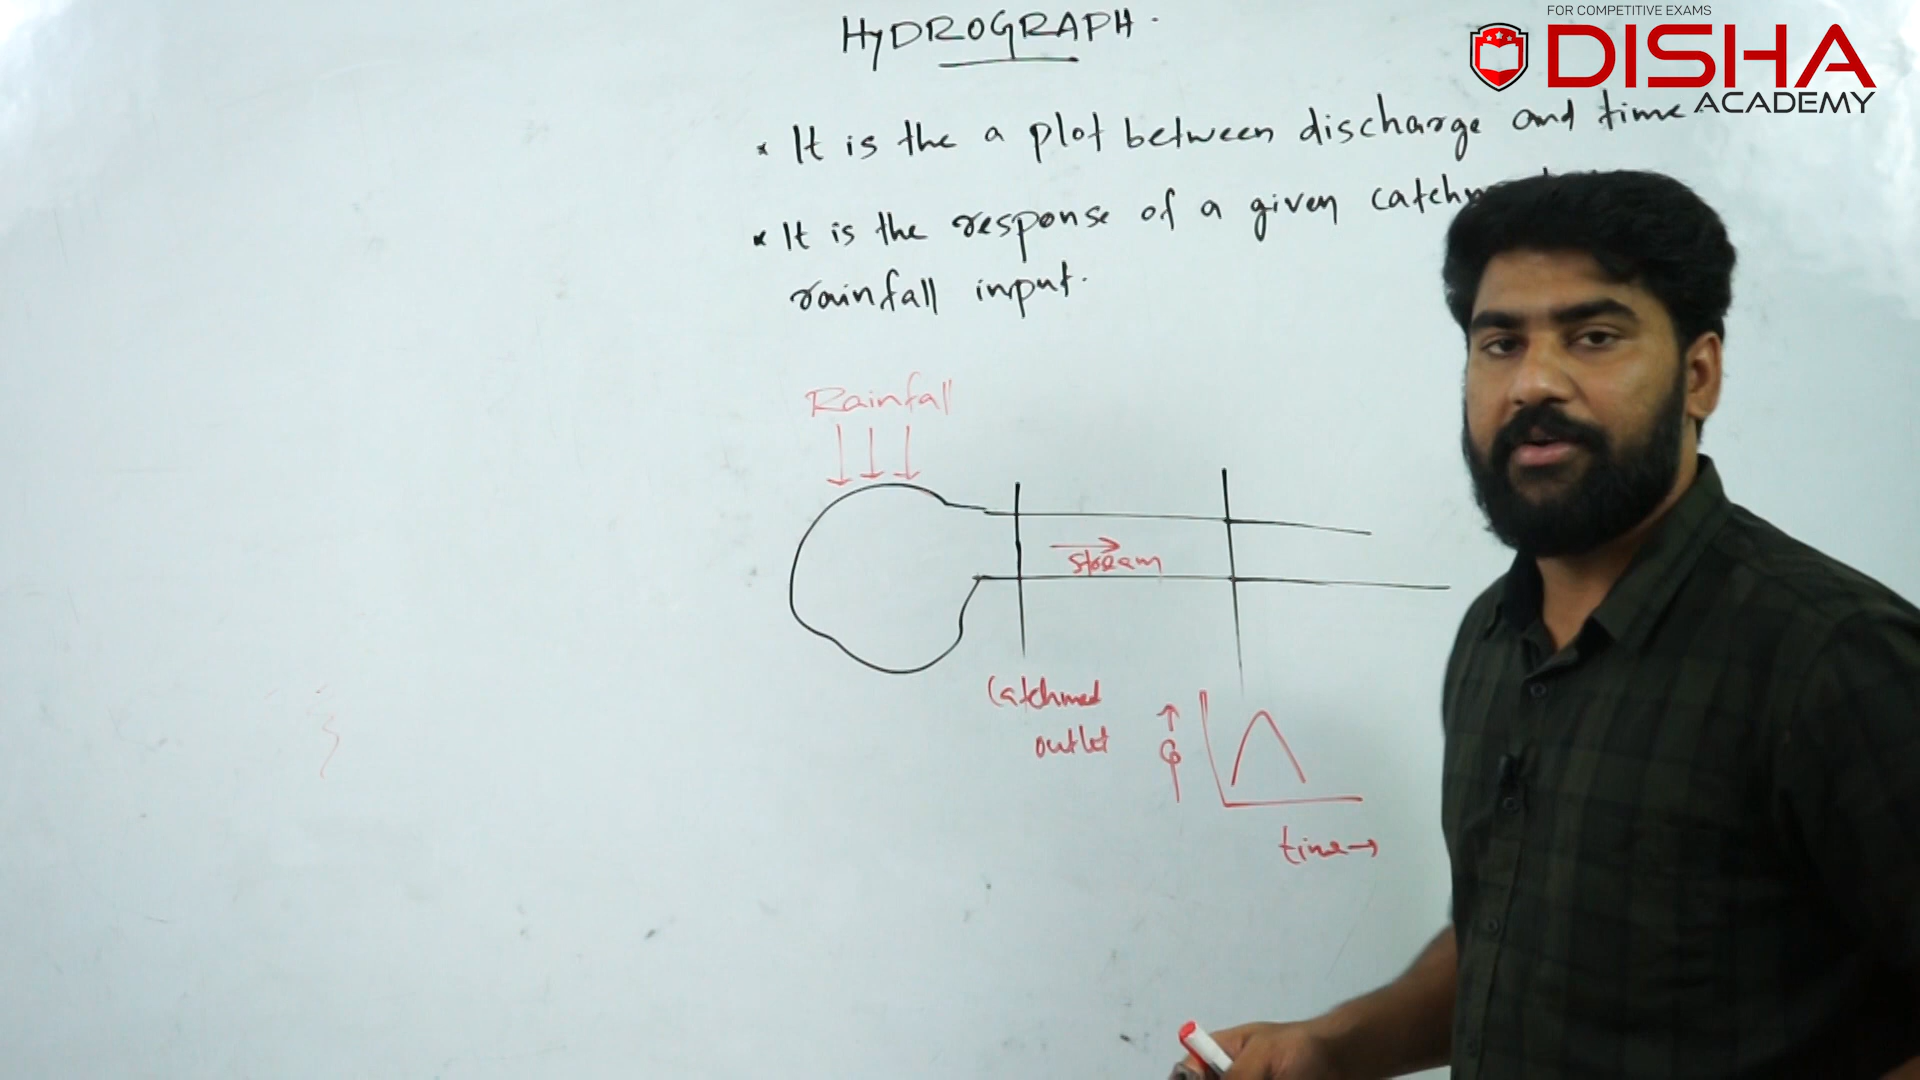 HyDROGRAPH.
FOR COMPETITIVE EXAMS
DISHA
ACADEMY
* It is the a plot between discharge and time
* It is the response of a given
rainfall input.
Rainfall
stream
outlet
Q
time→